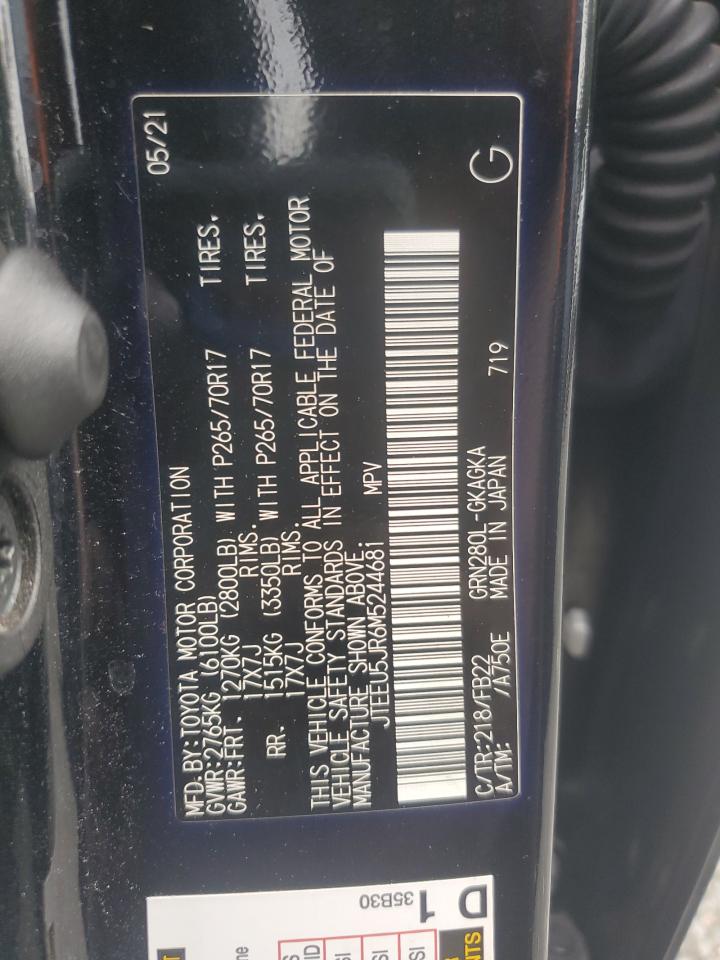 05/21
MFD.BY:TOYOTA MOTOR CORPORATION
GVWR:2765KG (6100LB)
GAWR:FRT. 1270KG (2800LB) WITH P265/70R17 TIRES,
17X7J RIMS.
RR. 1515KG (3350LB) WITH P265/70R17 TIRES,
17X7J RIMS.
THIS VEHICLE CONFORMS TO ALL APPLICABLE FEDERAL MOTOR
VEHICLE SAFETY STANDARDS IN EFFECT ON THE DATE OF
MANUFACTURE SHOWN ABOVE.
JTEEU5JR6M5244681 MPV
C/TR:218/FB22 GRN280L-GKAGKA
A/TM: /A750E MADE IN JAPAN 719
G
D
1
35B30